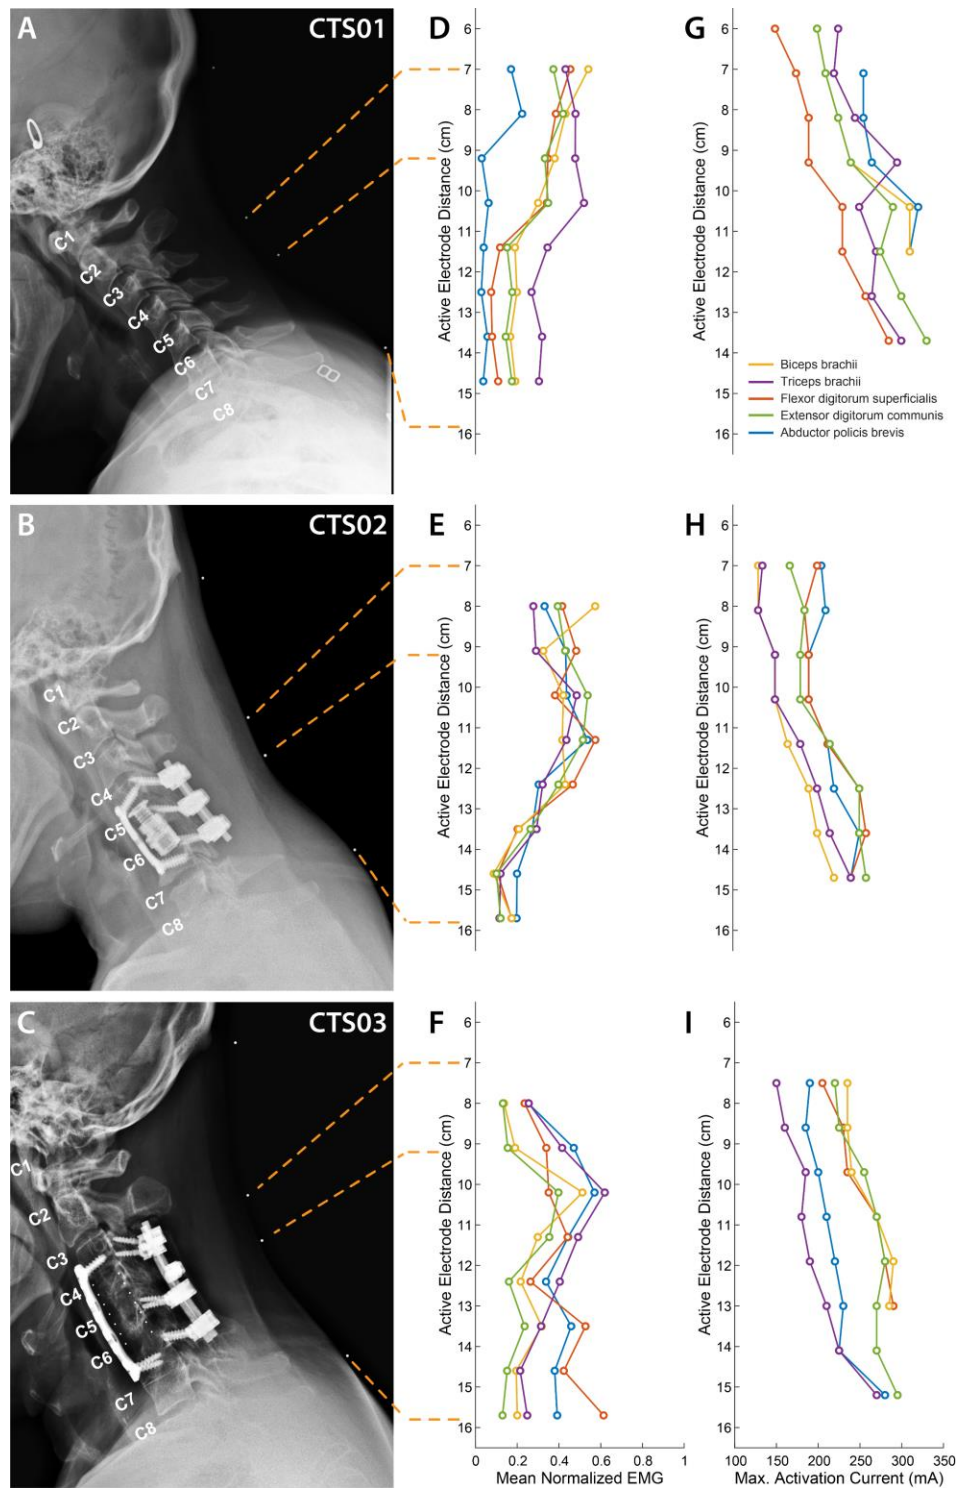 A
CTS01
C1
C2
C3
C4
C5
C6
C7
C8
D
6
7
8
9
10
11
12
13
14
15
16
Active Electrode Distance (cm)
G
6
7
8
9
10
11
12
13
14
15
16
Active Electrode Distance (cm)
Biceps brachii
Triceps brachii
Flexor digitorum superficialis
Extensor digitorum communis
Abductor policis brevis
B
CTS02
C1
C2
C3
C4
C5
C6
C7
C8
E
6
7
8
9
10
11
12
13
14
15
16
Active Electrode Distance (cm)
H
6
7
8
9
10
11
12
13
14
15
16
Active Electrode Distance (cm)
C
CTS03
C1
C2
C3
C4
C5
C6
C7
C8
F
6
7
8
9
10
11
12
13
14
15
16
Active Electrode Distance (cm)
0 0.2 0.4 0.6 0.8 1
Mean Normalized EMG
I
6
7
8
9
10
11
12
13
14
15
16
Active Electrode Distance (cm)
100 150 200 250 300 350
Max. Activation Current (mA)